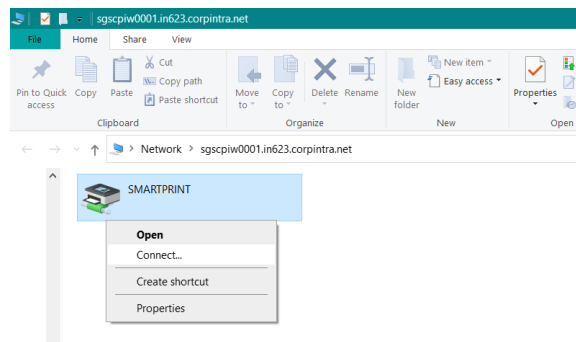 sgscpiw0001.in623.corpintra.net
File Home Share View
Pin to Quick access
Copy
Paste
Cut
Copy path
Paste shortcut
Clipboard
Move to
Copy to
Delete
Rename
Organize
New folder
New item
Easy access
New
Properties
Open
Network > sgscpiw0001.in623.corpintra.net
SMARTPRINT
Open
Connect...
Create shortcut
Properties